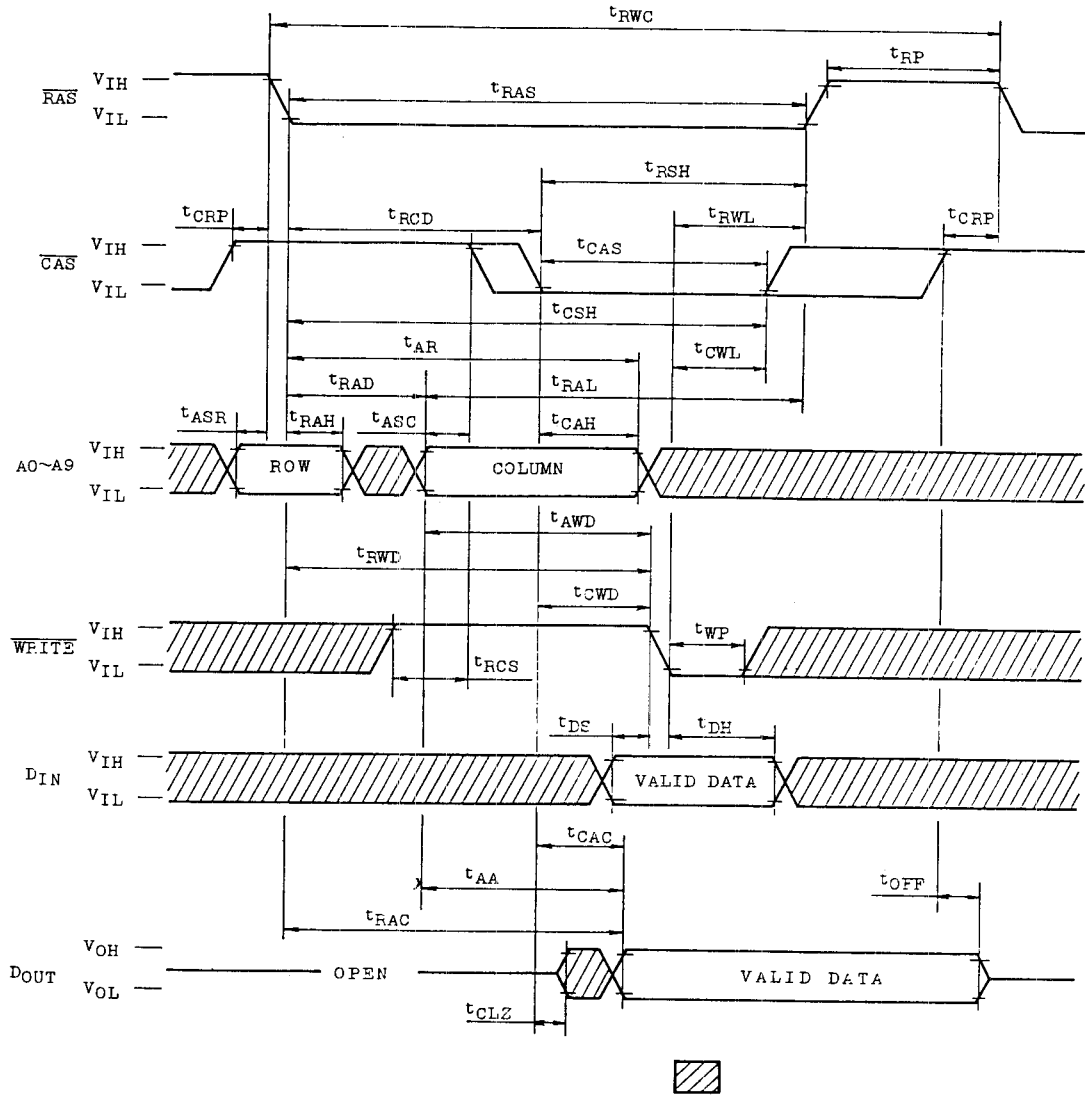 tRWC
tRP
VIH
RAS
tRAS
VIL
tRSH
tCRP
tRCD
tRWL
tCRP
VIH
CAS
tCAS
VIL
tCSH
tAR
tCWL
tRAD
tRAL
tASR
tRAH
tASC
tCAH
VIH
A0~A9
ROW
COLUMN
VIL
tAWD
tRWD
tCWD
VIH
WRITE
tWP
VIL
tRCS
tDS
tDH
VIH
DIN
VALID DATA
VIL
tCAC
tAA
tOFF
tRAC
VOH
DOUT
OPEN
VALID DATA
VOL
tCLZ